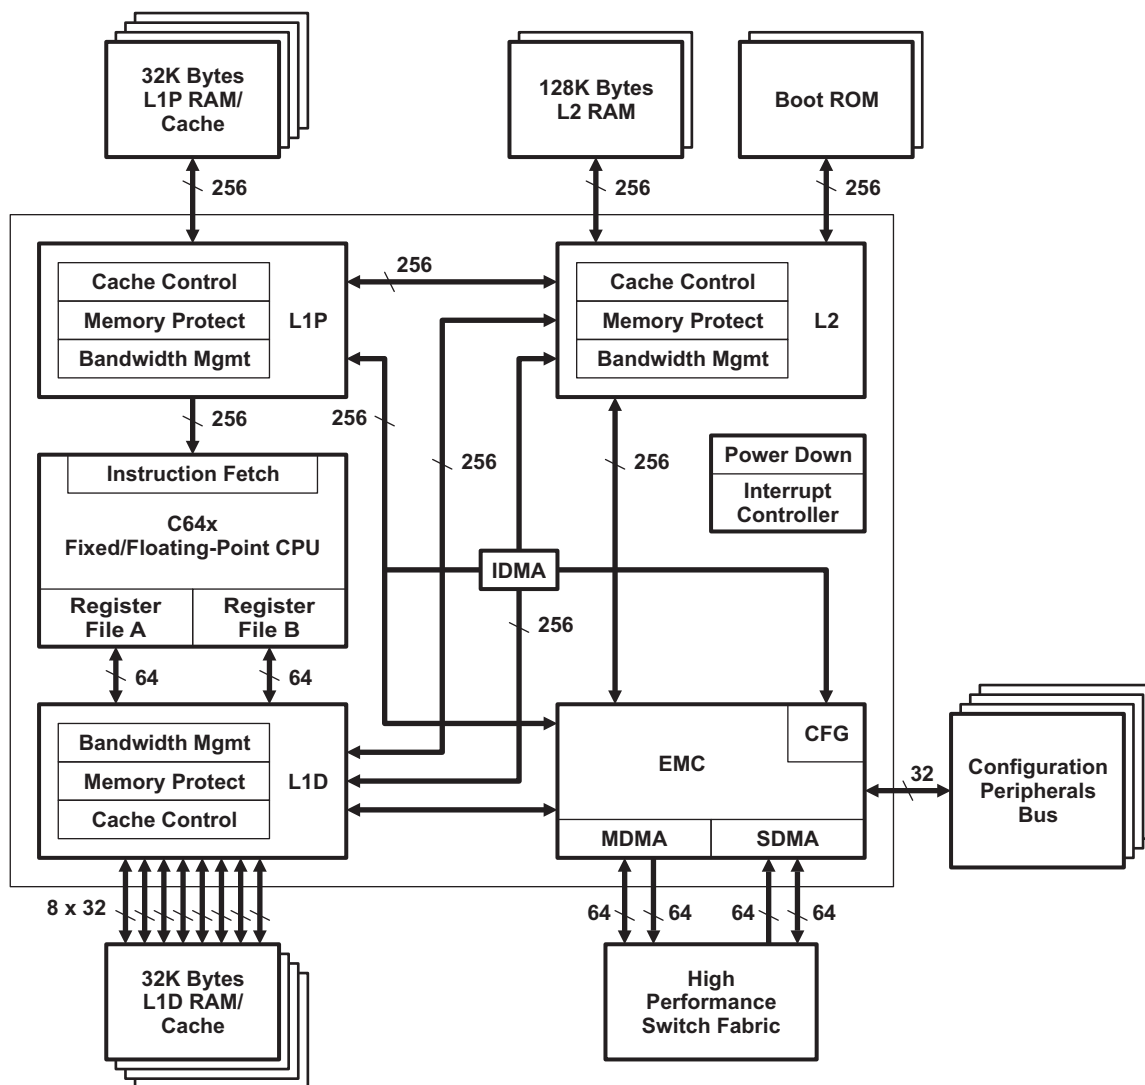 32K Bytes
L1P RAM/
Cache
128K Bytes
L2 RAM
Boot ROM
256
256
256
Cache Control
Memory Protect
Bandwidth Mgmt
L1P
256
Cache Control
Memory Protect
Bandwidth Mgmt
L2
256
256
256
256
Power Down
Interrupt
Controller
Instruction Fetch
C64x
Fixed/Floating-Point CPU
IDMA
Register
File A
Register
File B
256
64
64
Bandwidth Mgmt
Memory Protect
Cache Control
L1D
CFG
EMC
MDMA
SDMA
32
Configuration
Peripherals
Bus
8 x 32
64
64
64
64
32K Bytes
L1D RAM/
Cache
High
Performance
Switch Fabric